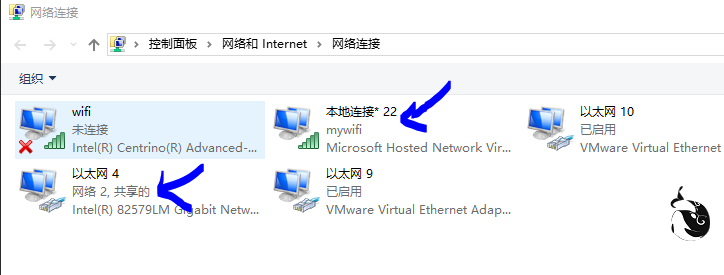 网络连接
控制面板 > 网络和 Internet > 网络连接
组织
wifi
未连接
Intel(R) Centrino(R) Advanced-...
本地连接* 22
mywifi
Microsoft Hosted Network Vir...
以太网 10
已启用
VMware Virtual Ethernet
以太网 4
网络 2, 共享的
Intel(R) 82579LM Gigabit Netw...
以太网 9
已启用
VMware Virtual Ethernet Adap...